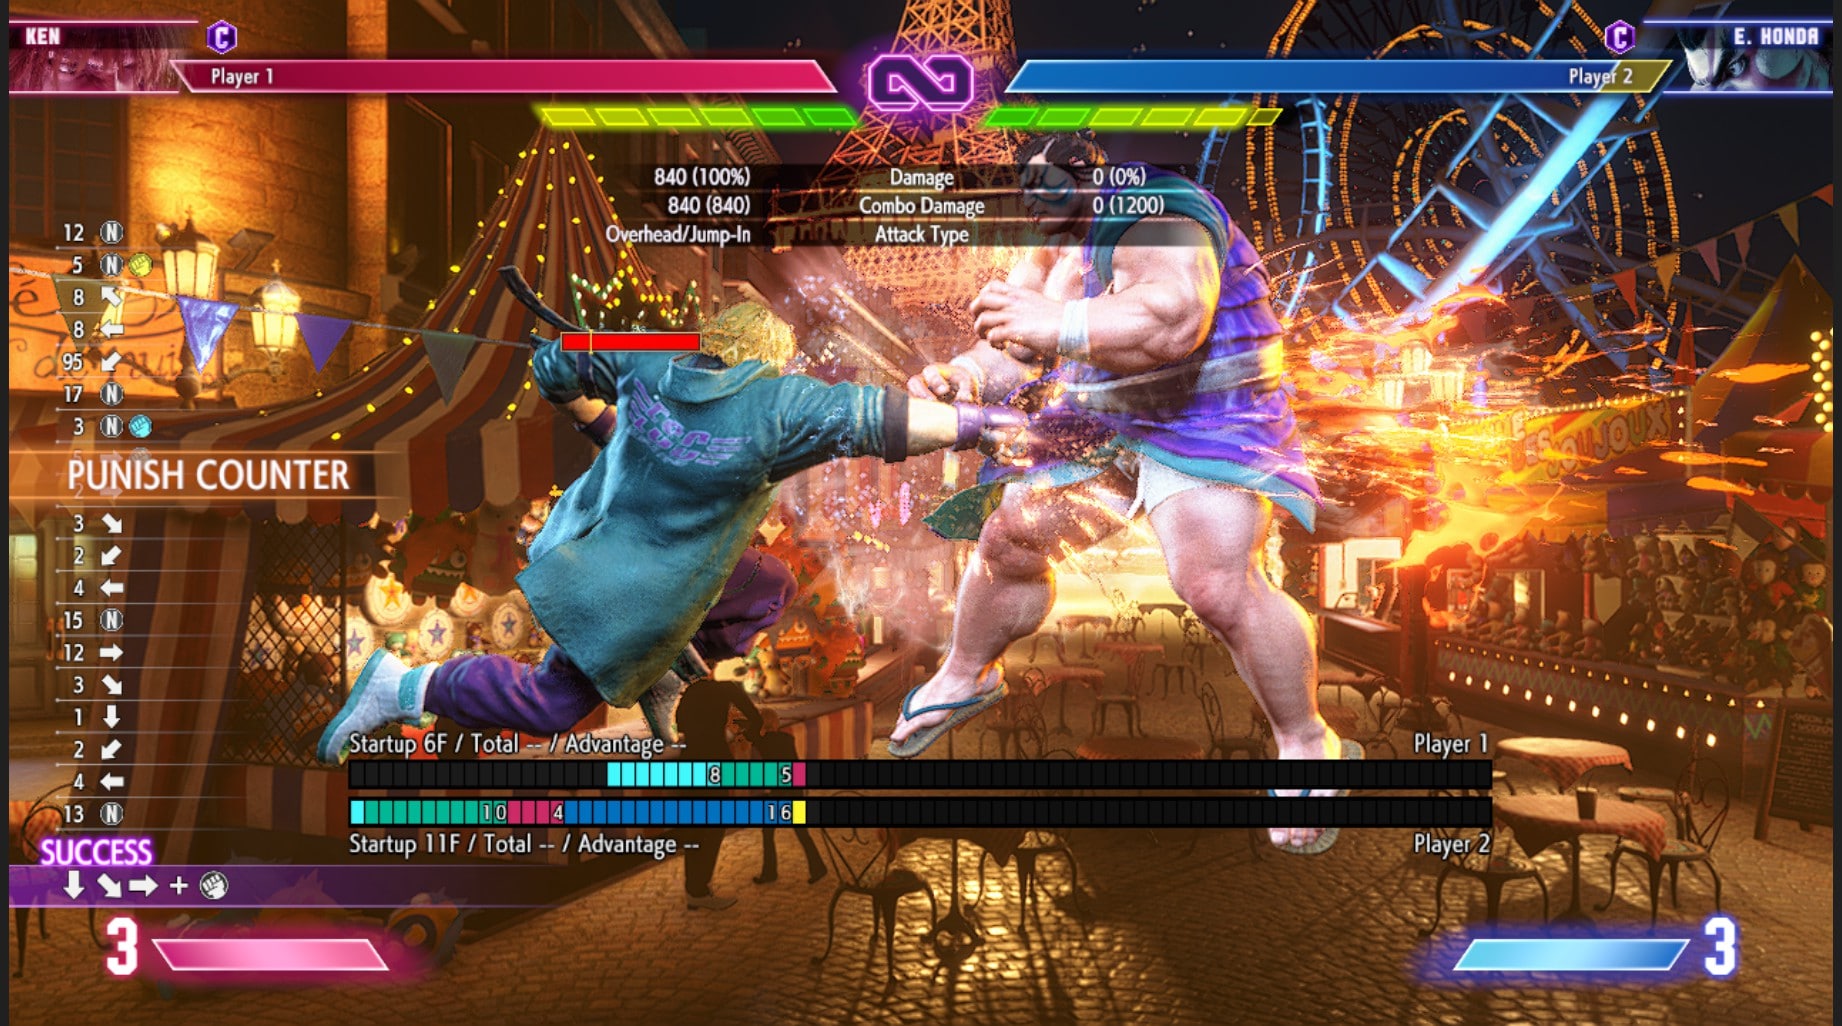 KEN
C
C
E. HONDA
Player 1
Player 2
840 (100%) Damage 0 (0%)
840 (840) Combo Damage 0 (1200)
Overhead/Jump-In Attack Type
12 N
5 N
8
8
95
17 N
3 N
PUNISH COUNTER
3
2
4
15 N
12
3
1
2
4
13 N
Startup 6F / Total -- / Advantage -- Player 1
8 5
10 4 16
Startup 11F / Total -- / Advantage -- Player 2
SUCCESS
+
3
3